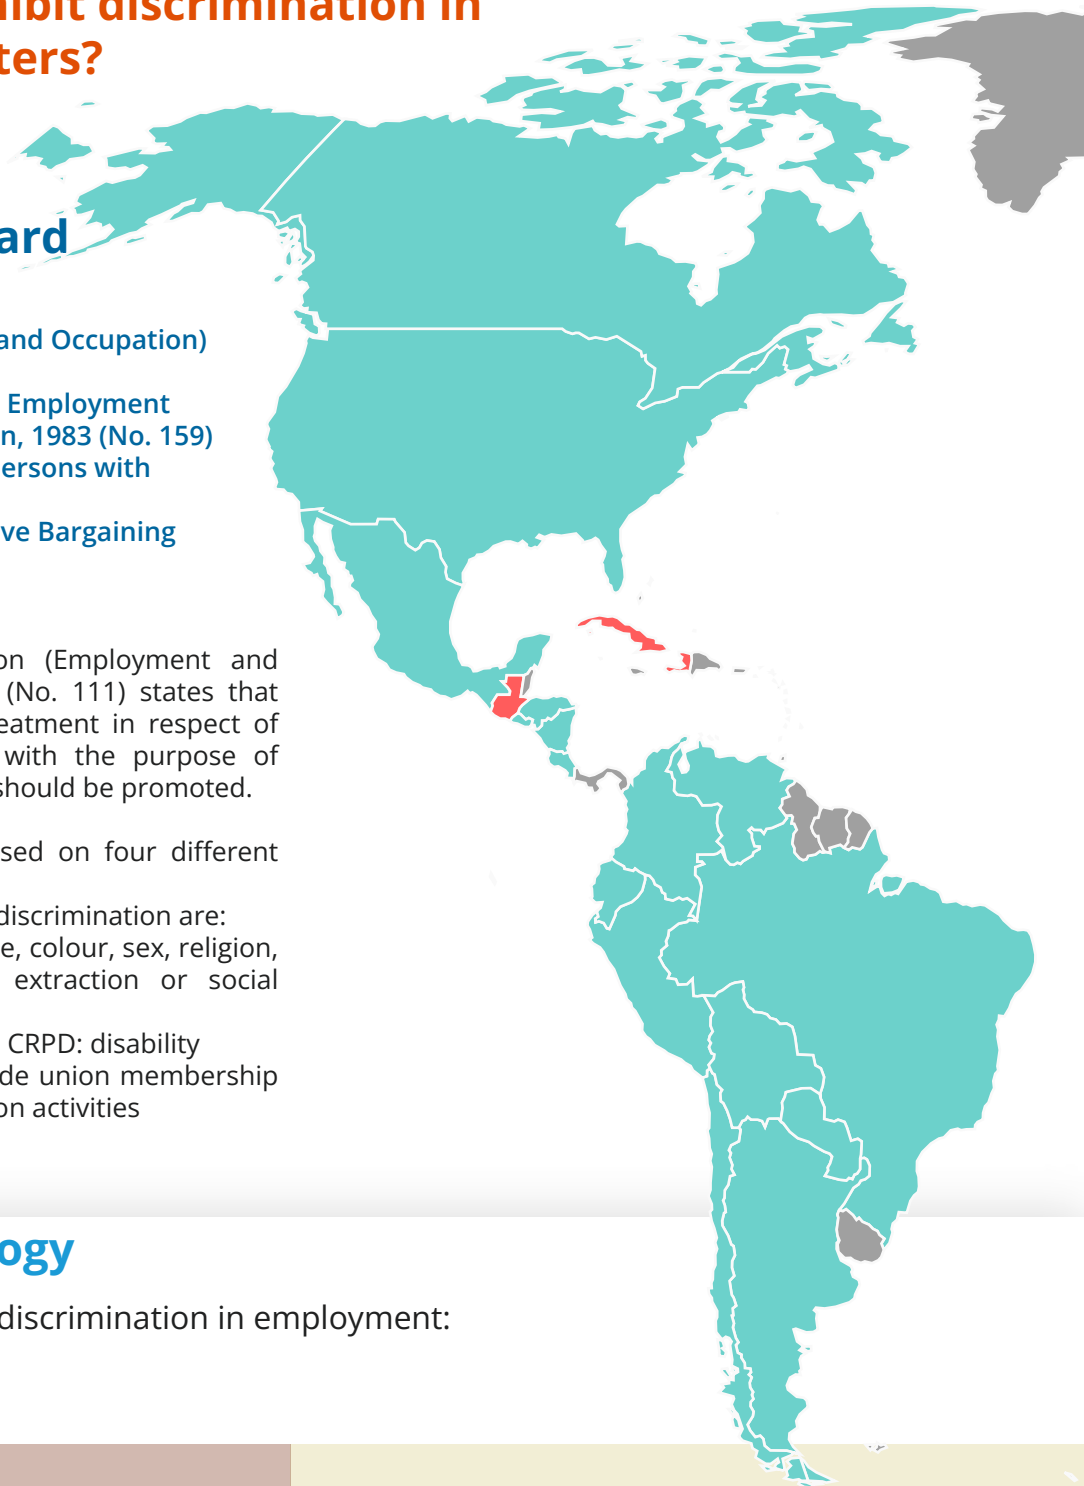 hibit discrimination in
ters?
ard
and Occupation)
Employment
n, 1983 (No. 159)
ersons with
ve Bargaining
on (Employment and
(No. 111) states that
eatment in respect of
with the purpose of
should be promoted.
sed on four different
discrimination are:
e, colour, sex, religion,
extraction or social
CRPD: disability
de union membership
on activities
ogy
discrimination in employment: